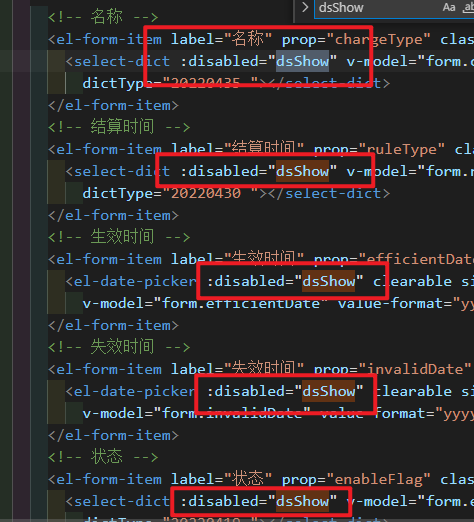 dsShow
Aa
<!-- 名称 -->
<el-form-item label="名称" prop="chargeType" clas
<select-dict :disabled="dsShow" v-model="form.c
dictType="20220435 "></select-dict>
</el-form-item>
<!-- 结算时间 -->
<el-form-item label="结算时间" prop="ruleType" clas
<select-dict :disabled="dsShow" v-model="form.r
dictType="20220430 "></select-dict>
</el-form-item>
<!-- 生效时间 -->
<el-form-item label="生效时间" prop="efficientDate
<el-date-picker :disabled="dsShow" clearable si
v-model="form.efficientDate" value-format="yy
</el-form-item>
<!-- 失效时间 -->
<el-form-item label="失效时间" prop="invalidDate"
<el-date-picker :disabled="dsShow" clearable si
v-model="form.invalidDate" value-format="yyyy
</el-form-item>
<!-- 状态 -->
<el-form-item label="状态" prop="enableFlag" clas
<select-dict :disabled="dsShow" v-model="form.e